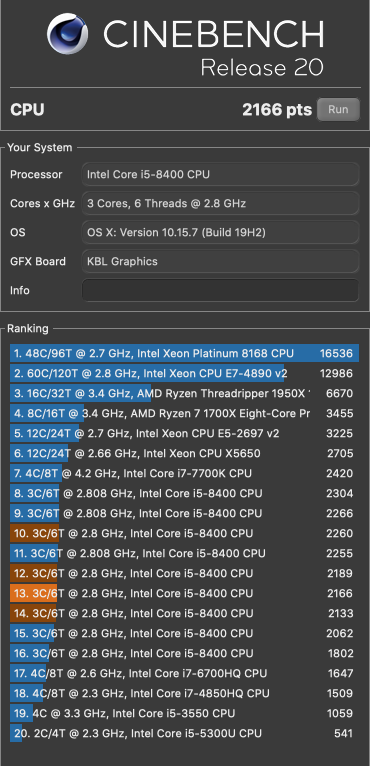 CINEBENCH
Release 20
CPU 2166 pts Run
Your System
Processor Intel Core i5-8400 CPU
Cores x GHz 3 Cores, 6 Threads @ 2.8 GHz
OS OS X: Version 10.15.7 (Build 19H2)
GFX Board KBL Graphics
Info
Ranking
1. 48C/96T @ 2.7 GHz, Intel Xeon Platinum 8168 CPU 16536
2. 60C/120T @ 2.8 GHz, Intel Xeon CPU E7-4890 v2 12986
3. 16C/32T @ 3.4 GHz, AMD Ryzen Threadripper 1950X 6670
4. 8C/16T @ 3.4 GHz, AMD Ryzen 7 1700X Eight-Core Pr 3455
5. 12C/24T @ 2.7 GHz, Intel Xeon CPU E5-2697 v2 3225
6. 12C/24T @ 2.66 GHz, Intel Xeon CPU X5650 2705
7. 4C/8T @ 4.2 GHz, Intel Core i7-7700K CPU 2420
8. 3C/6T @ 2.808 GHz, Intel Core i5-8400 CPU 2304
9. 3C/6T @ 2.808 GHz, Intel Core i5-8400 CPU 2266
10. 3C/6T @ 2.8 GHz, Intel Core i5-8400 CPU 2260
11. 3C/6T @ 2.808 GHz, Intel Core i5-8400 CPU 2255
12. 3C/6T @ 2.8 GHz, Intel Core i5-8400 CPU 2189
13. 3C/6T @ 2.8 GHz, Intel Core i5-8400 CPU 2166
14. 3C/6T @ 2.8 GHz, Intel Core i5-8400 CPU 2133
15. 3C/6T @ 2.8 GHz, Intel Core i5-8400 CPU 2062
16. 3C/6T @ 2.8 GHz, Intel Core i5-8400 CPU 1802
17. 4C/8T @ 2.6 GHz, Intel Core i7-6700HQ CPU 1647
18. 4C/8T @ 2.3 GHz, Intel Core i7-4850HQ CPU 1509
19. 4C @ 3.3 GHz, Intel Core i5-3550 CPU 1059
20. 2C/4T @ 2.3 GHz, Intel Core i5-5300U CPU 541